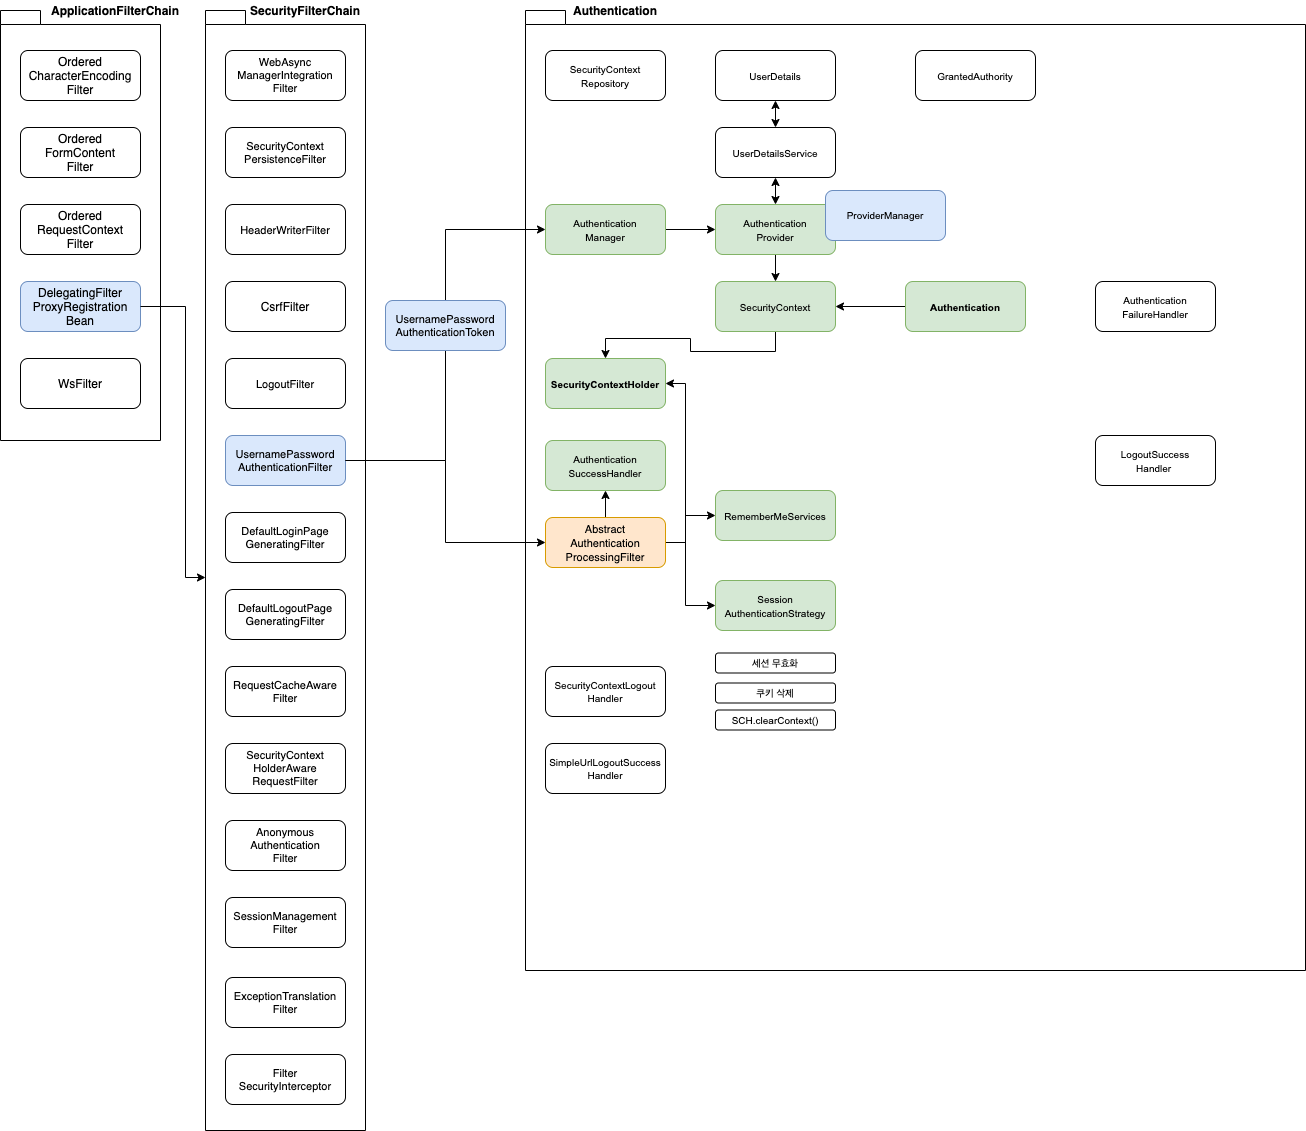 ApplicationFilterChain
Ordered
CharacterEncoding
Filter
Ordered
FormContent
Filter
Ordered
RequestContext
Filter
DelegatingFilter
ProxyRegistration
Bean
WsFilter
SecurityFilterChain
WebAsync
ManagerIntegration
Filter
SecurityContext
PersistenceFilter
HeaderWriterFilter
CsrfFilter
LogoutFilter
UsernamePassword
AuthenticationFilter
DefaultLoginPage
GeneratingFilter
DefaultLogoutPage
GeneratingFilter
RequestCacheAware
Filter
SecurityContext
HolderAware
RequestFilter
Anonymous
Authentication
Filter
SessionManagement
Filter
ExceptionTranslation
Filter
Filter
SecurityInterceptor
UsernamePassword
AuthenticationToken
Authentication
SecurityContext
Repository
UserDetails
GrantedAuthority
UserDetailsService
Authentication
Manager
Authentication
Provider
ProviderManager
SecurityContext
Authentication
Authentication
FailureHandler
SecurityContextHolder
Authentication
SuccessHandler
LogoutSuccess
Handler
Abstract
Authentication
ProcessingFilter
RememberMeServices
Session
AuthenticationStrategy
SecurityContextLogout
Handler
세션 무효화
쿠키 삭제
SCH.clearContext()
SimpleUrlLogoutSuccess
Handler